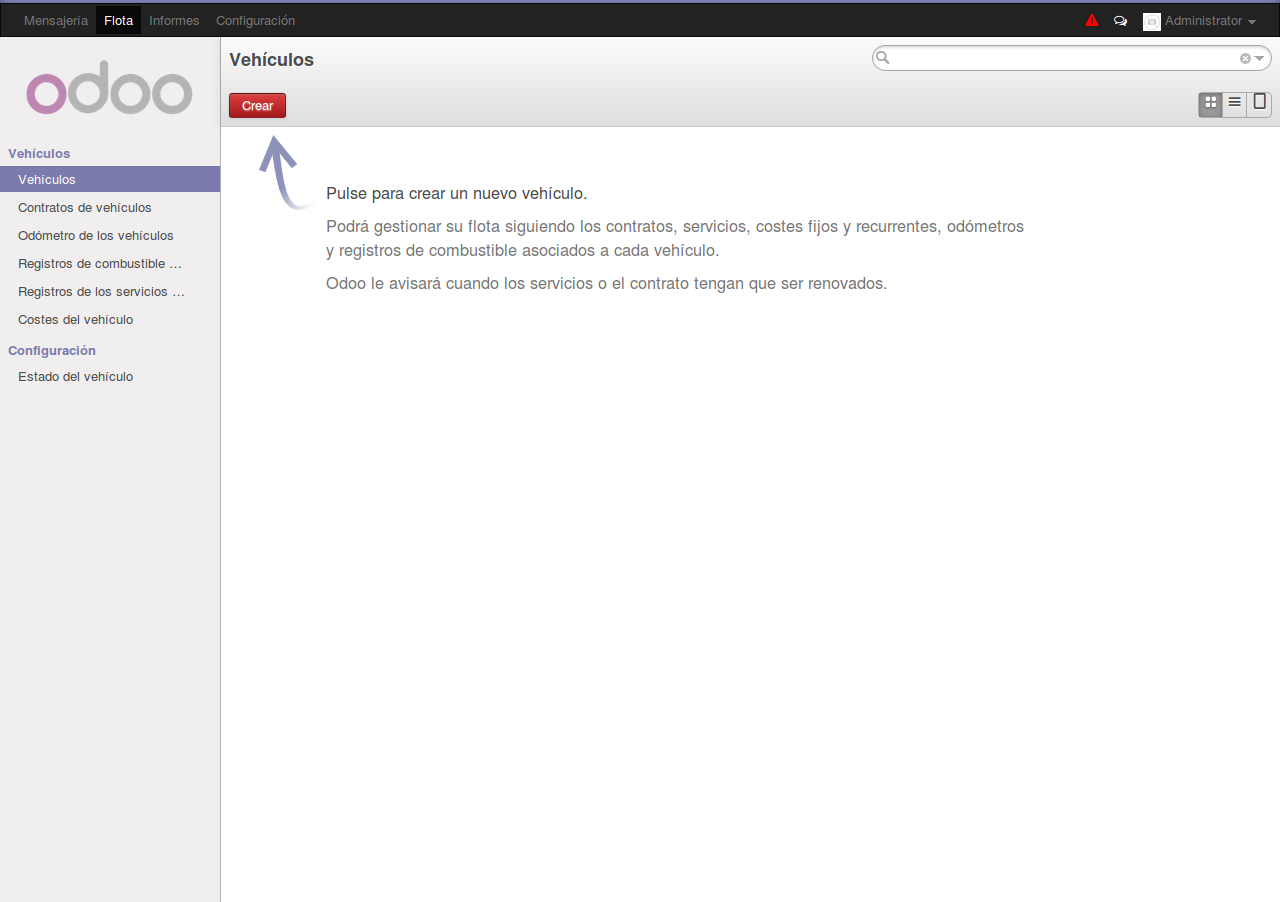 Mensajería Flota Informes Configuración Administrator
odoo
Vehículos
Crear
Vehículos
Vehículos
Contratos de vehículos
Odómetro de los vehículos
Registros de combustible ...
Registros de los servicios ...
Costes del vehículo
Configuración
Estado del vehículo
Pulse para crear un nuevo vehículo.
Podrá gestionar su flota siguiendo los contratos, servicios, costes fijos y recurrentes, odómetros
y registros de combustible asociados a cada vehículo.
Odoo le avisará cuando los servicios o el contrato tengan que ser renovados.